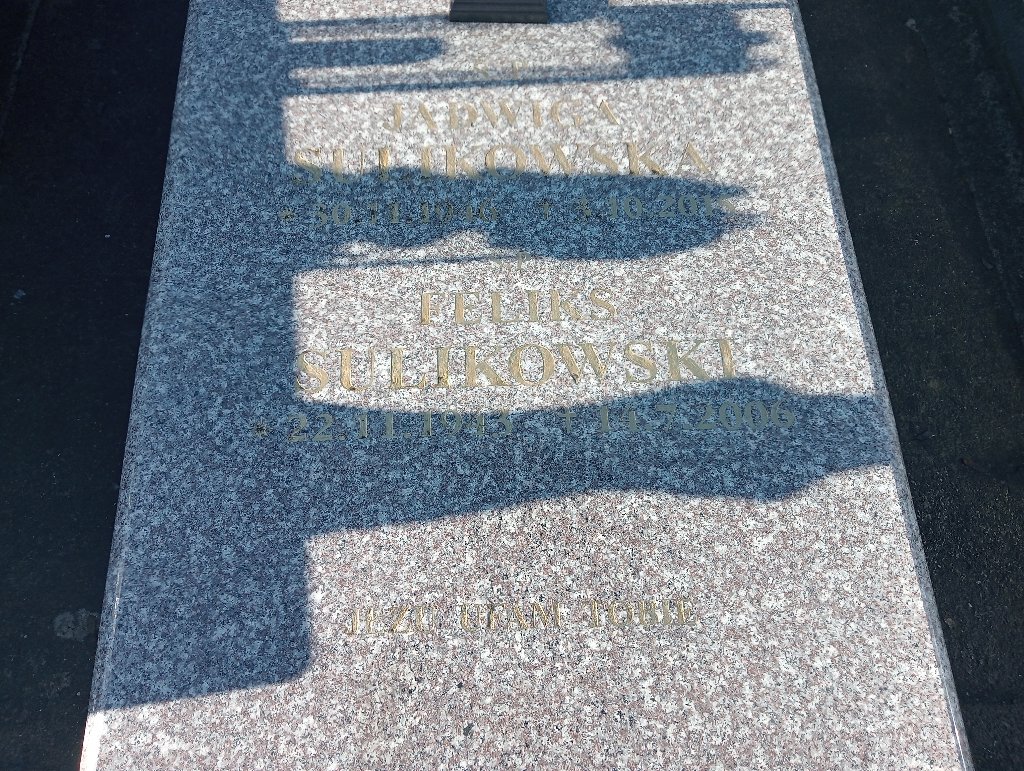 Ś.P.
JADWIGA
SULIKOWSKA
Ś.P.
FELIKS
SULIKOWSKI
* 22.11.1943 † 14.7.2006
JEZU UFAM TOBIE